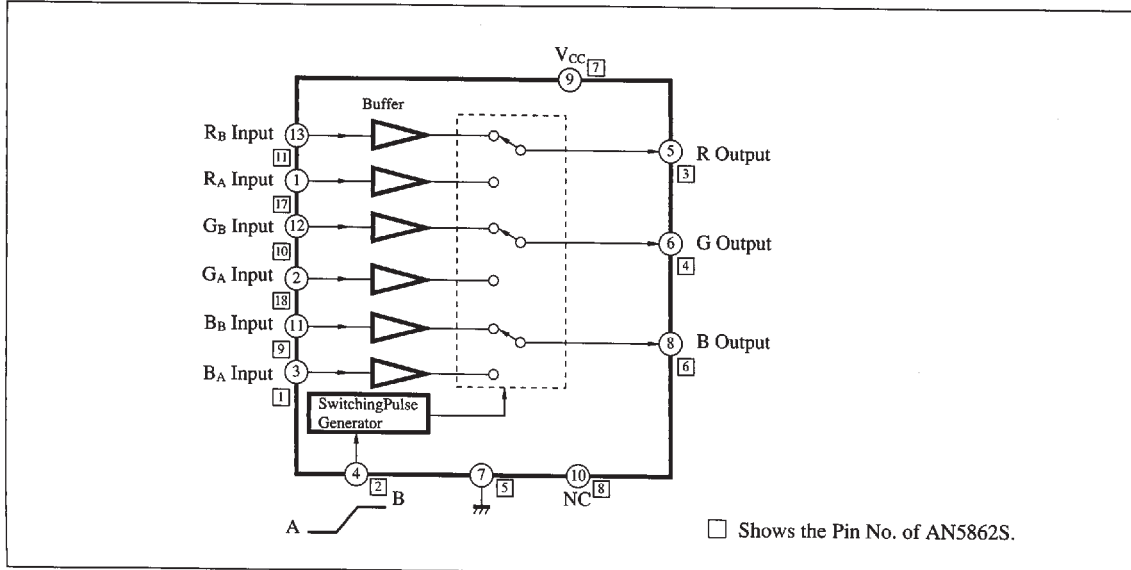 VCC 7
9
Buffer
RB Input 13
11
RA Input 1
17
GB Input 12
10
GA Input 2
18
BB Input 11
9
BA Input 3
1
5 R Output
3
6 G Output
4
8 B Output
6
SwitchingPulse
Generator
4
2
B
A
7
5
10
8
NC
□ Shows the Pin No. of AN5862S.